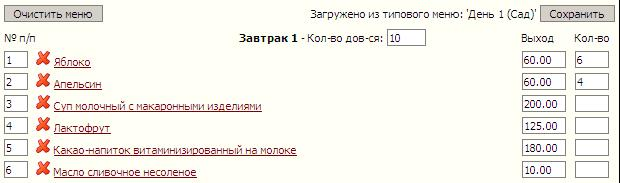 Очистить меню Загружено из типового меню: 'День 1 (Сад)' Сохранить
№ п/п Завтрак 1 - Кол-во дов-ся: 10 Выход Кол-во
1 Яблоко 60.00 6
2 Апельсин 60.00 4
3 Суп молочный с макаронными изделиями 200.00
4 Лактофрут 125.00
5 Какао-напиток витаминизированный на молоке 180.00
6 Масло сливочное несоленое 10.00